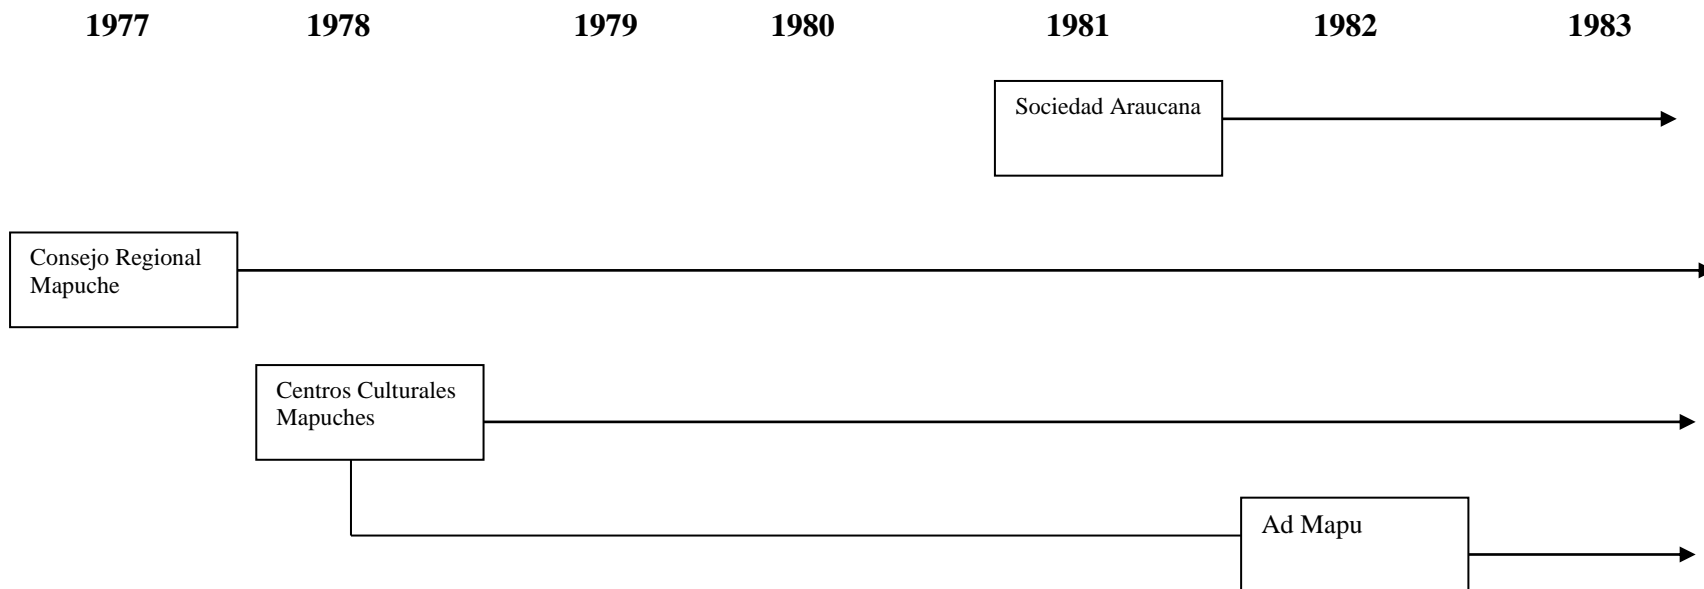 1977 1978 1979 1980 1981 1982 1983
Sociedad Araucana
Consejo Regional
Mapuche
Centros Culturales
Mapuches
Ad Mapu